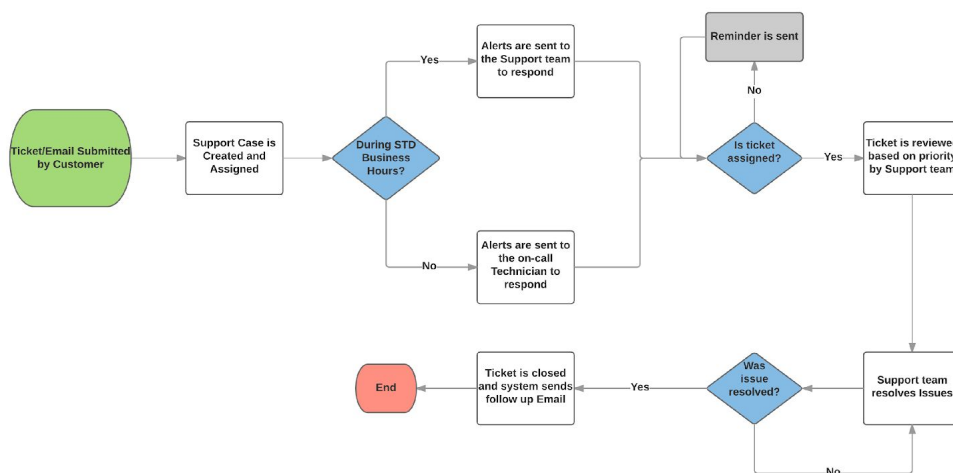 Ticket/Email Submitted
by Customer
Support Case is
Created and
Assigned
During STD
Business
Hours?
Yes
Alerts are sent to
the Support team
to respond
No
Alerts are sent to
the on-call
Technician to
respond
Reminder is sent
No
Is ticket
assigned?
Yes
Ticket is reviewed
based on priority
by Support team
Support team
resolves Issues
Was
issue
resolved?
No
Yes
Ticket is closed
and system sends
follow up Email
End